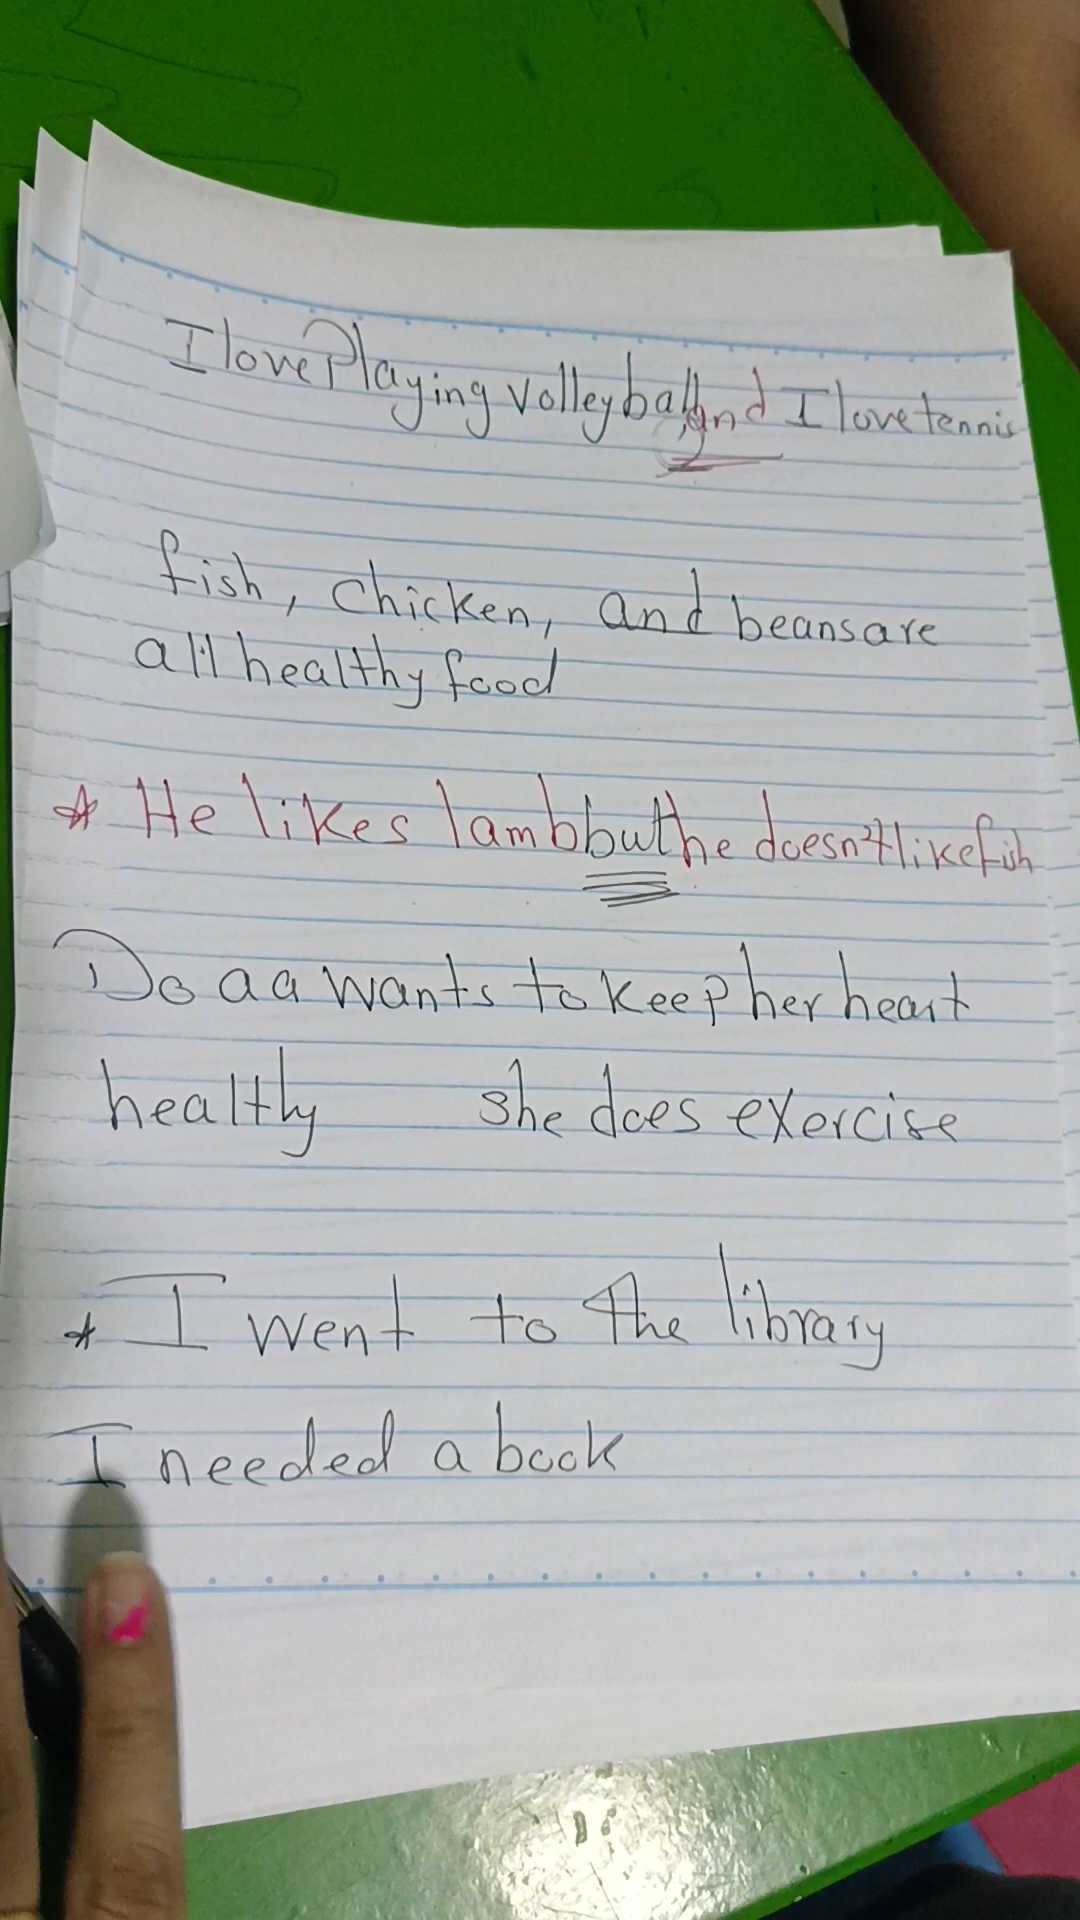 I love Playing volleyball, and I love tennis
fish, chicken, and beans are
all healthy food
* He likes lamb but he doesn't like fish
Doaa wants to keep her heart
healthy she does exercise
* I went to the library
I needed a book